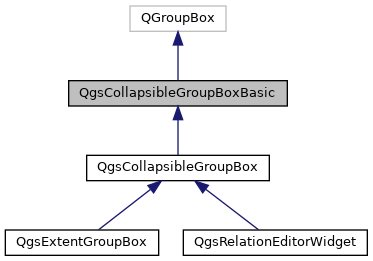 QGroupBox
QgsCollapsibleGroupBoxBasic
QgsCollapsibleGroupBox
QgsExtentGroupBox
QgsRelationEditorWidget